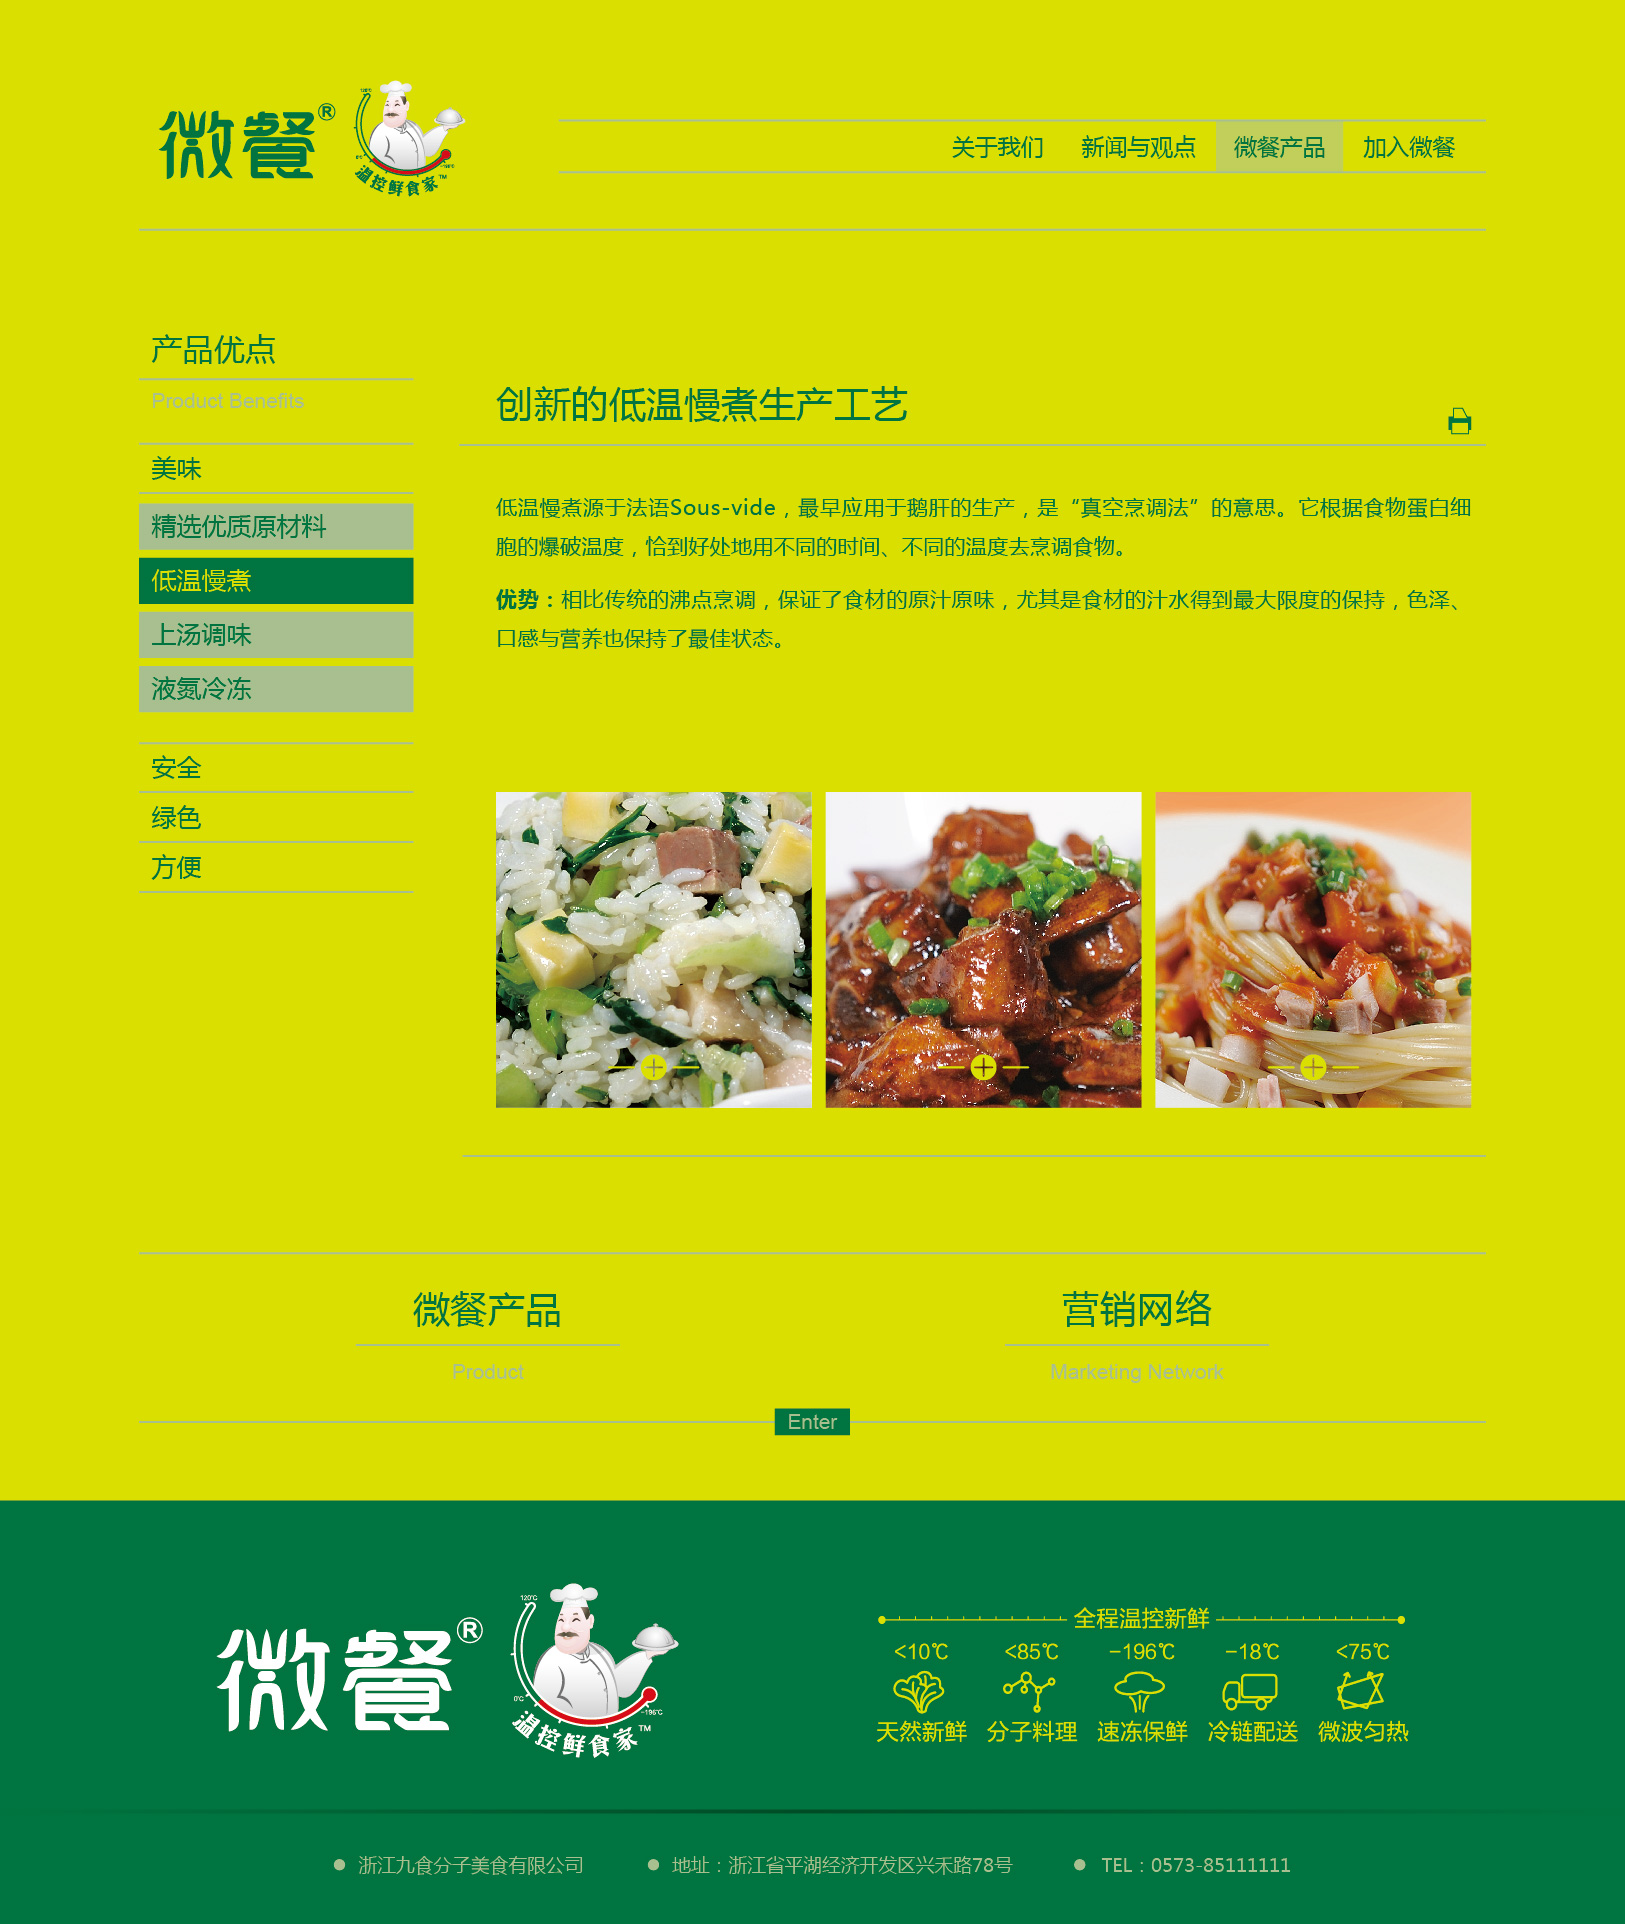 微餐®
120℃
0℃
-196℃
温控鲜食家™
关于我们 新闻与观点 微餐产品 加入微餐
产品优点
Product Benefits
美味
精选优质原材料
低温慢煮
上汤调味
液氮冷冻
安全
绿色
方便
创新的低温慢煮生产工艺
低温慢煮源于法语Sous-vide，最早应用于鹅肝的生产，是“真空烹调法”的意思。它根据食物蛋白细
胞的爆破温度，恰到好处地用不同的时间、不同的温度去烹调食物。
优势：相比传统的沸点烹调，保证了食材的原汁原味，尤其是食材的汁水得到最大限度的保持，色泽、
口感与营养也保持了最佳状态。
微餐产品
Product
营销网络
Marketing Network
Enter
微餐®
120℃
0℃
-196℃
温控鲜食家™
全程温控新鲜
<10℃ <85℃ -196℃ -18℃ <75℃
天然新鲜 分子料理 速冻保鲜 冷链配送 微波匀热
浙江九食分子美食有限公司 地址：浙江省平湖经济开发区兴禾路78号 TEL：0573-85111111